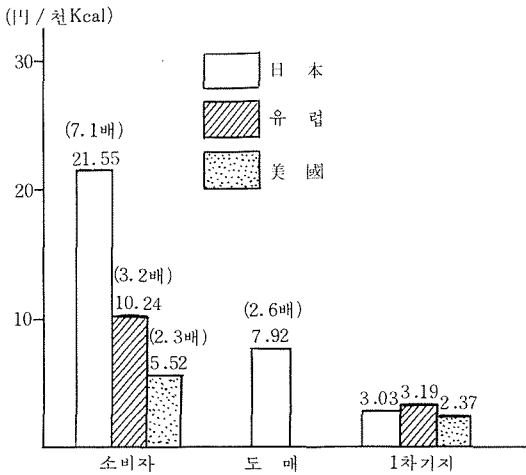 (円 / 천Kcal)
30
日 本
유 럽
(7.1배)
21.55
美 國
20
(3.2배)
10.24
(2.6배)
(2.3배)
7.92
10
5.52
3.03
3.19
2.37
소비자
도 매
1차기지